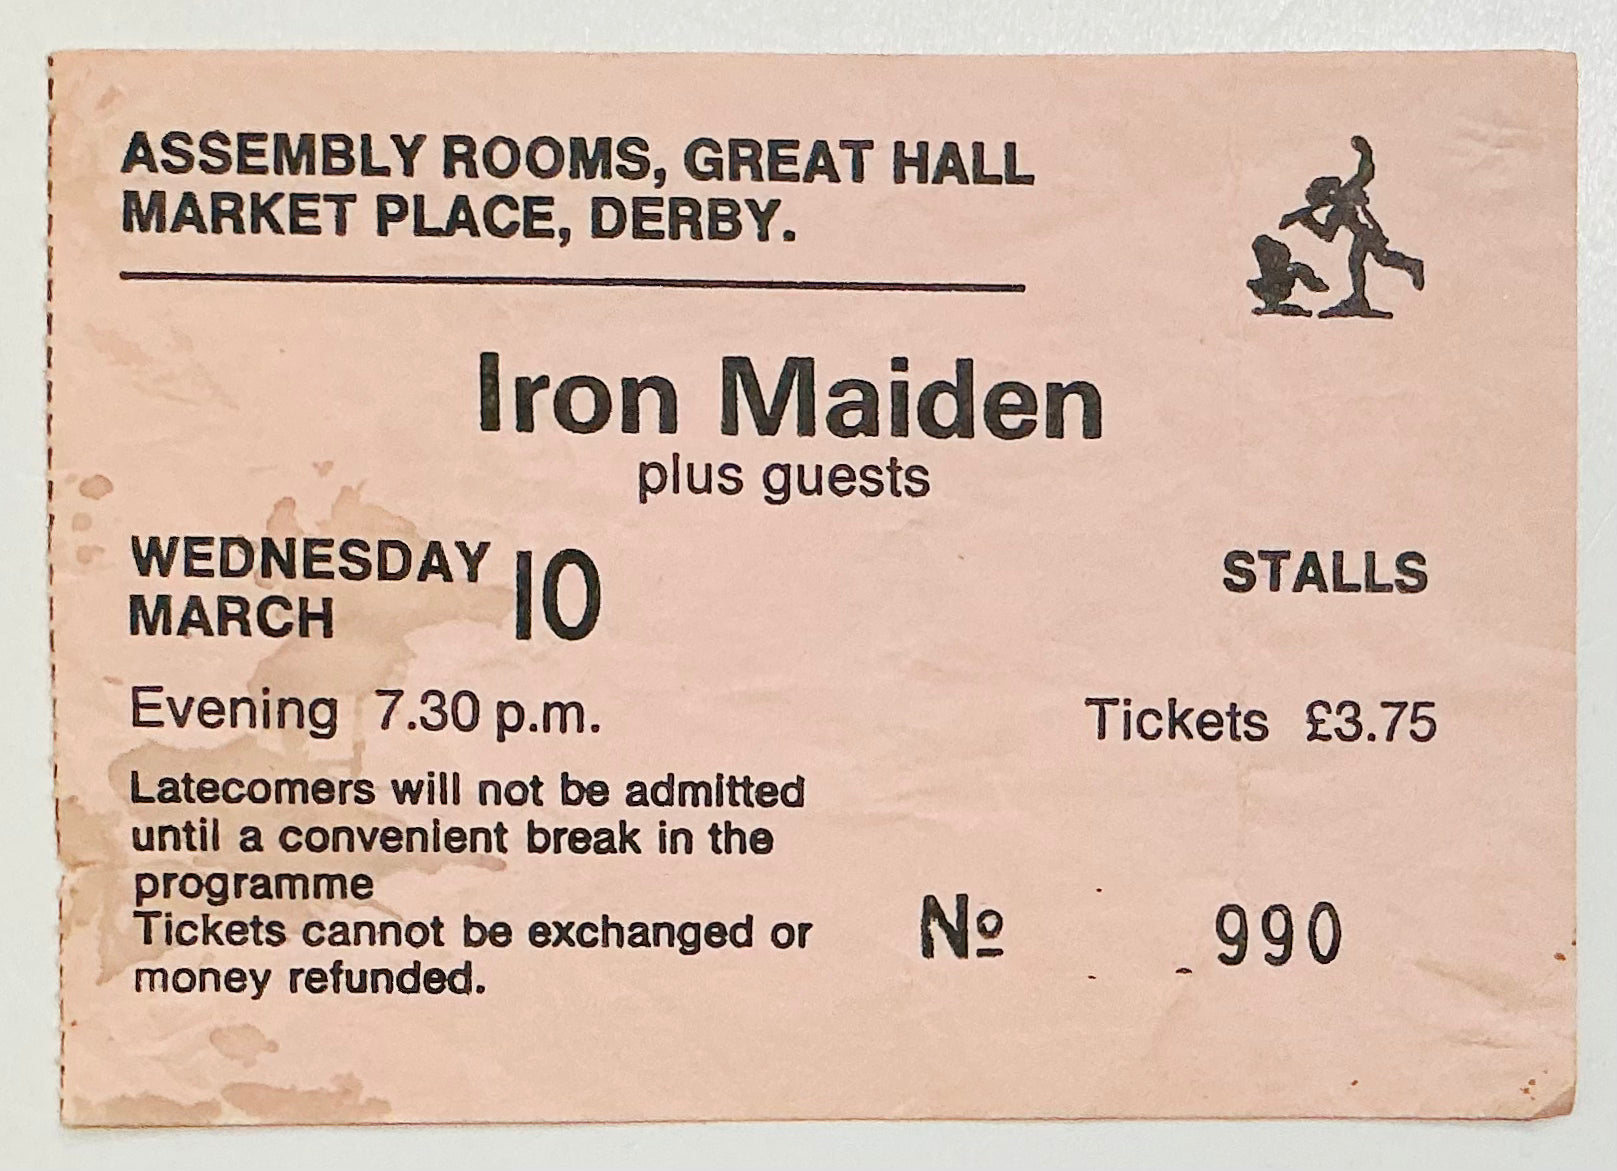 ASSEMBLY ROOMS, GREAT HALL
MARKET PLACE, DERBY.
Iron Maiden
plus guests
WEDNESDAY 10
MARCH
STALLS
Evening 7.30 p.m.
Tickets £3.75
Latecomers will not be admitted
until a convenient break in the
programme
Tickets cannot be exchanged or
money refunded.
Nº 990